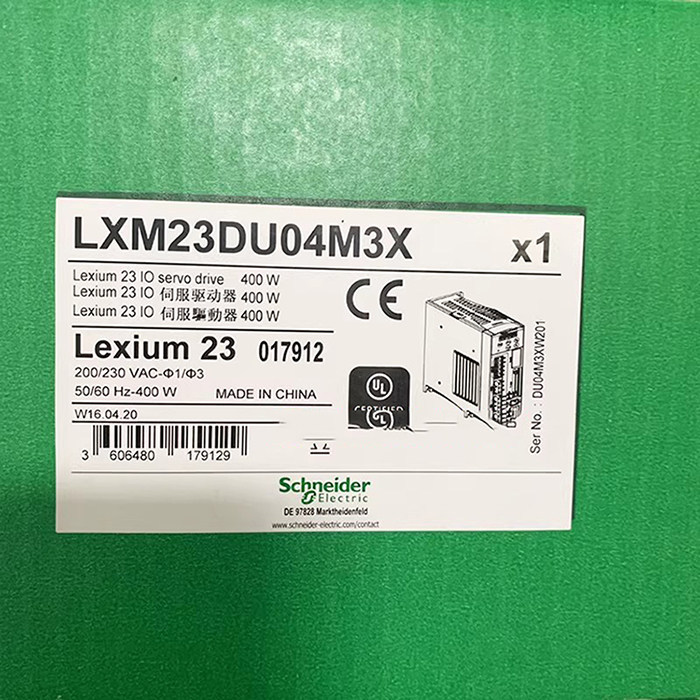 LXM23DU04M3X x1
Lexium 23 IO servo drive 400 W
Lexium 23 IO 伺服驱动器 400 W
Lexium 23 IO 伺服驅動器 400 W
CE
Lexium 23 017912
200/230 VAC-Φ1/Φ3
50/60 Hz-400 W MADE IN CHINA
W16.04.20
UL
3 606480 179129
Ser No.: DU04M3XW201
Schneider
Electric
DE 97828 Marktheidenfeld
www.schneider-electric.com/contact